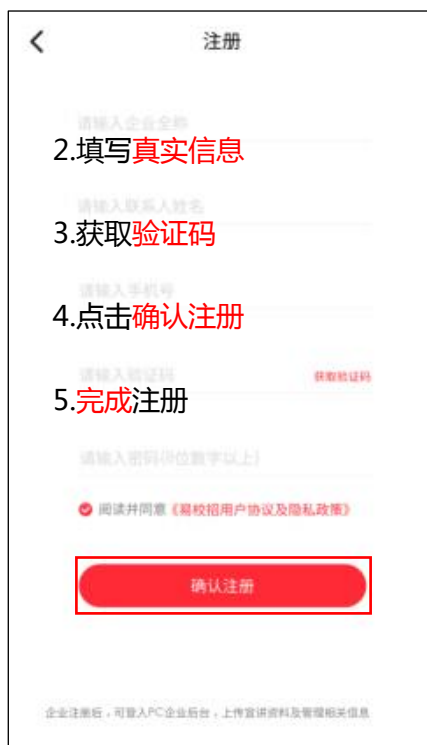 注册
请输入企业全称
2.填写真实信息
请输入联系人姓名
3.获取验证码
请输入手机号
4.点击确认注册
请输入验证码 获取验证码
5.完成注册
请输入密码(6位数字以上)
阅读并同意《易校招用户协议及隐私政策》
确认注册
企业注册后，可登入PC企业后台，上传宣讲资料及管理相关信息